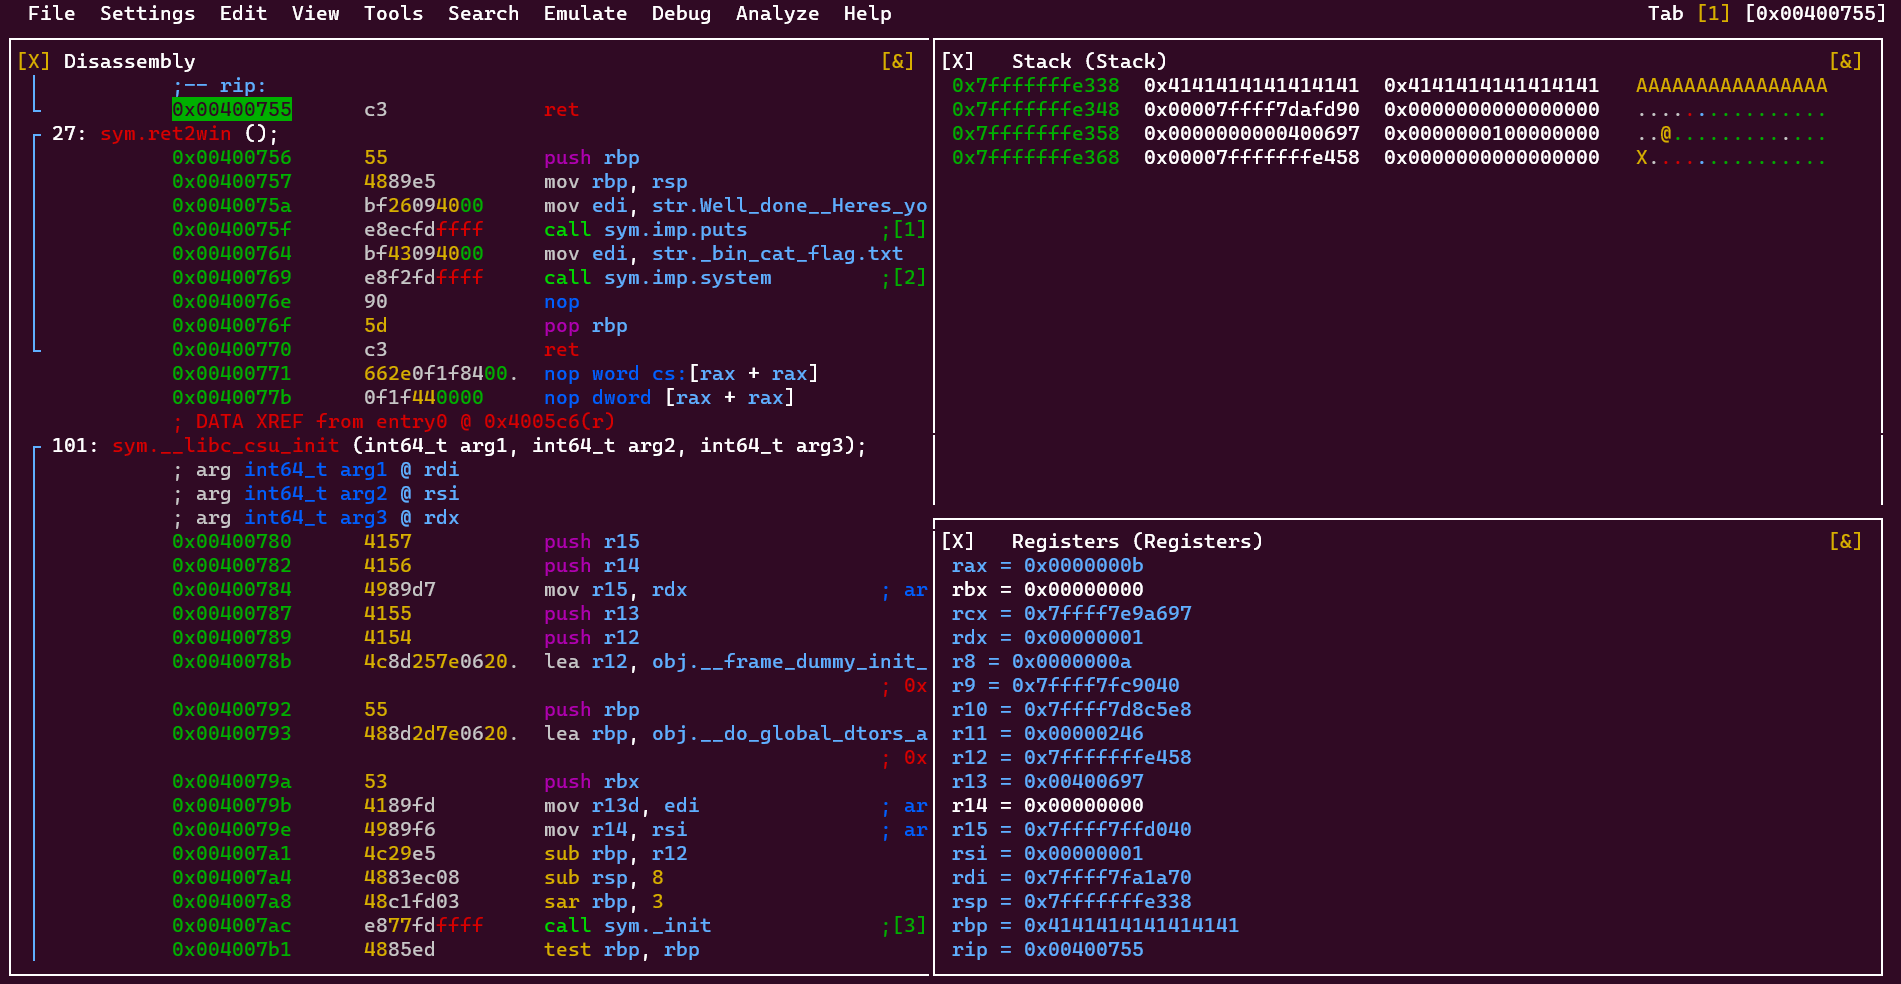 File Settings Edit View Tools Search Emulate Debug Analyze Help Tab [1] [0x00400755]
[X] Disassembly [&]
;-- rip:
0x00400755 c3 ret
27: sym.ret2win ();
0x00400756 55 push rbp
0x00400757 4889e5 mov rbp, rsp
0x0040075a bf26094000 mov edi, str.Well_done__Heres_yo
0x0040075f e8ecfdffff call sym.imp.puts ;[1]
0x00400764 bf43094000 mov edi, str._bin_cat_flag.txt
0x00400769 e8f2fdffff call sym.imp.system ;[2]
0x0040076e 90 nop
0x0040076f 5d pop rbp
0x00400770 c3 ret
0x00400771 662e0f1f8400. nop word cs:[rax + rax]
0x0040077b 0f1f440000 nop dword [rax + rax]
; DATA XREF from entry0 @ 0x4005c6(r)
101: sym.__libc_csu_init (int64_t arg1, int64_t arg2, int64_t arg3);
; arg int64_t arg1 @ rdi
; arg int64_t arg2 @ rsi
; arg int64_t arg3 @ rdx
0x00400780 4157 push r15
0x00400782 4156 push r14
0x00400784 4989d7 mov r15, rdx ; ar
0x00400787 4155 push r13
0x00400789 4154 push r12
0x0040078b 4c8d257e0620. lea r12, obj.__frame_dummy_init_
; 0x
0x00400792 55 push rbp
0x00400793 488d2d7e0620. lea rbp, obj.__do_global_dtors_a
; 0x
0x0040079a 53 push rbx
0x0040079b 4189fd mov r13d, edi ; ar
0x0040079e 4989f6 mov r14, rsi ; ar
0x004007a1 4c29e5 sub rbp, r12
0x004007a4 4883ec08 sub rsp, 8
0x004007a8 48c1fd03 sar rbp, 3
0x004007ac e877fdffff call sym._init ;[3]
0x004007b1 4885ed test rbp, rbp
[X] Stack (Stack) [&]
0x7fffffffe338 0x4141414141414141 0x4141414141414141 AAAAAAAAAAAAAAAA
0x7fffffffe348 0x00007ffff7dafd90 0x0000000000000000 ................
0x7fffffffe358 0x0000000000400697 0x0000000100000000 ..@.............
0x7fffffffe368 0x00007fffffffe458 0x0000000000000000 X...............
[X] Registers (Registers) [&]
rax = 0x0000000b
rbx = 0x00000000
rcx = 0x7ffff7e9a697
rdx = 0x00000001
r8 = 0x0000000a
r9 = 0x7ffff7fc9040
r10 = 0x7ffff7d8c5e8
r11 = 0x00000246
r12 = 0x7fffffffe458
r13 = 0x00400697
r14 = 0x00000000
r15 = 0x7ffff7ffd040
rsi = 0x00000001
rdi = 0x7ffff7fa1a70
rsp = 0x7fffffffe338
rbp = 0x4141414141414141
rip = 0x00400755